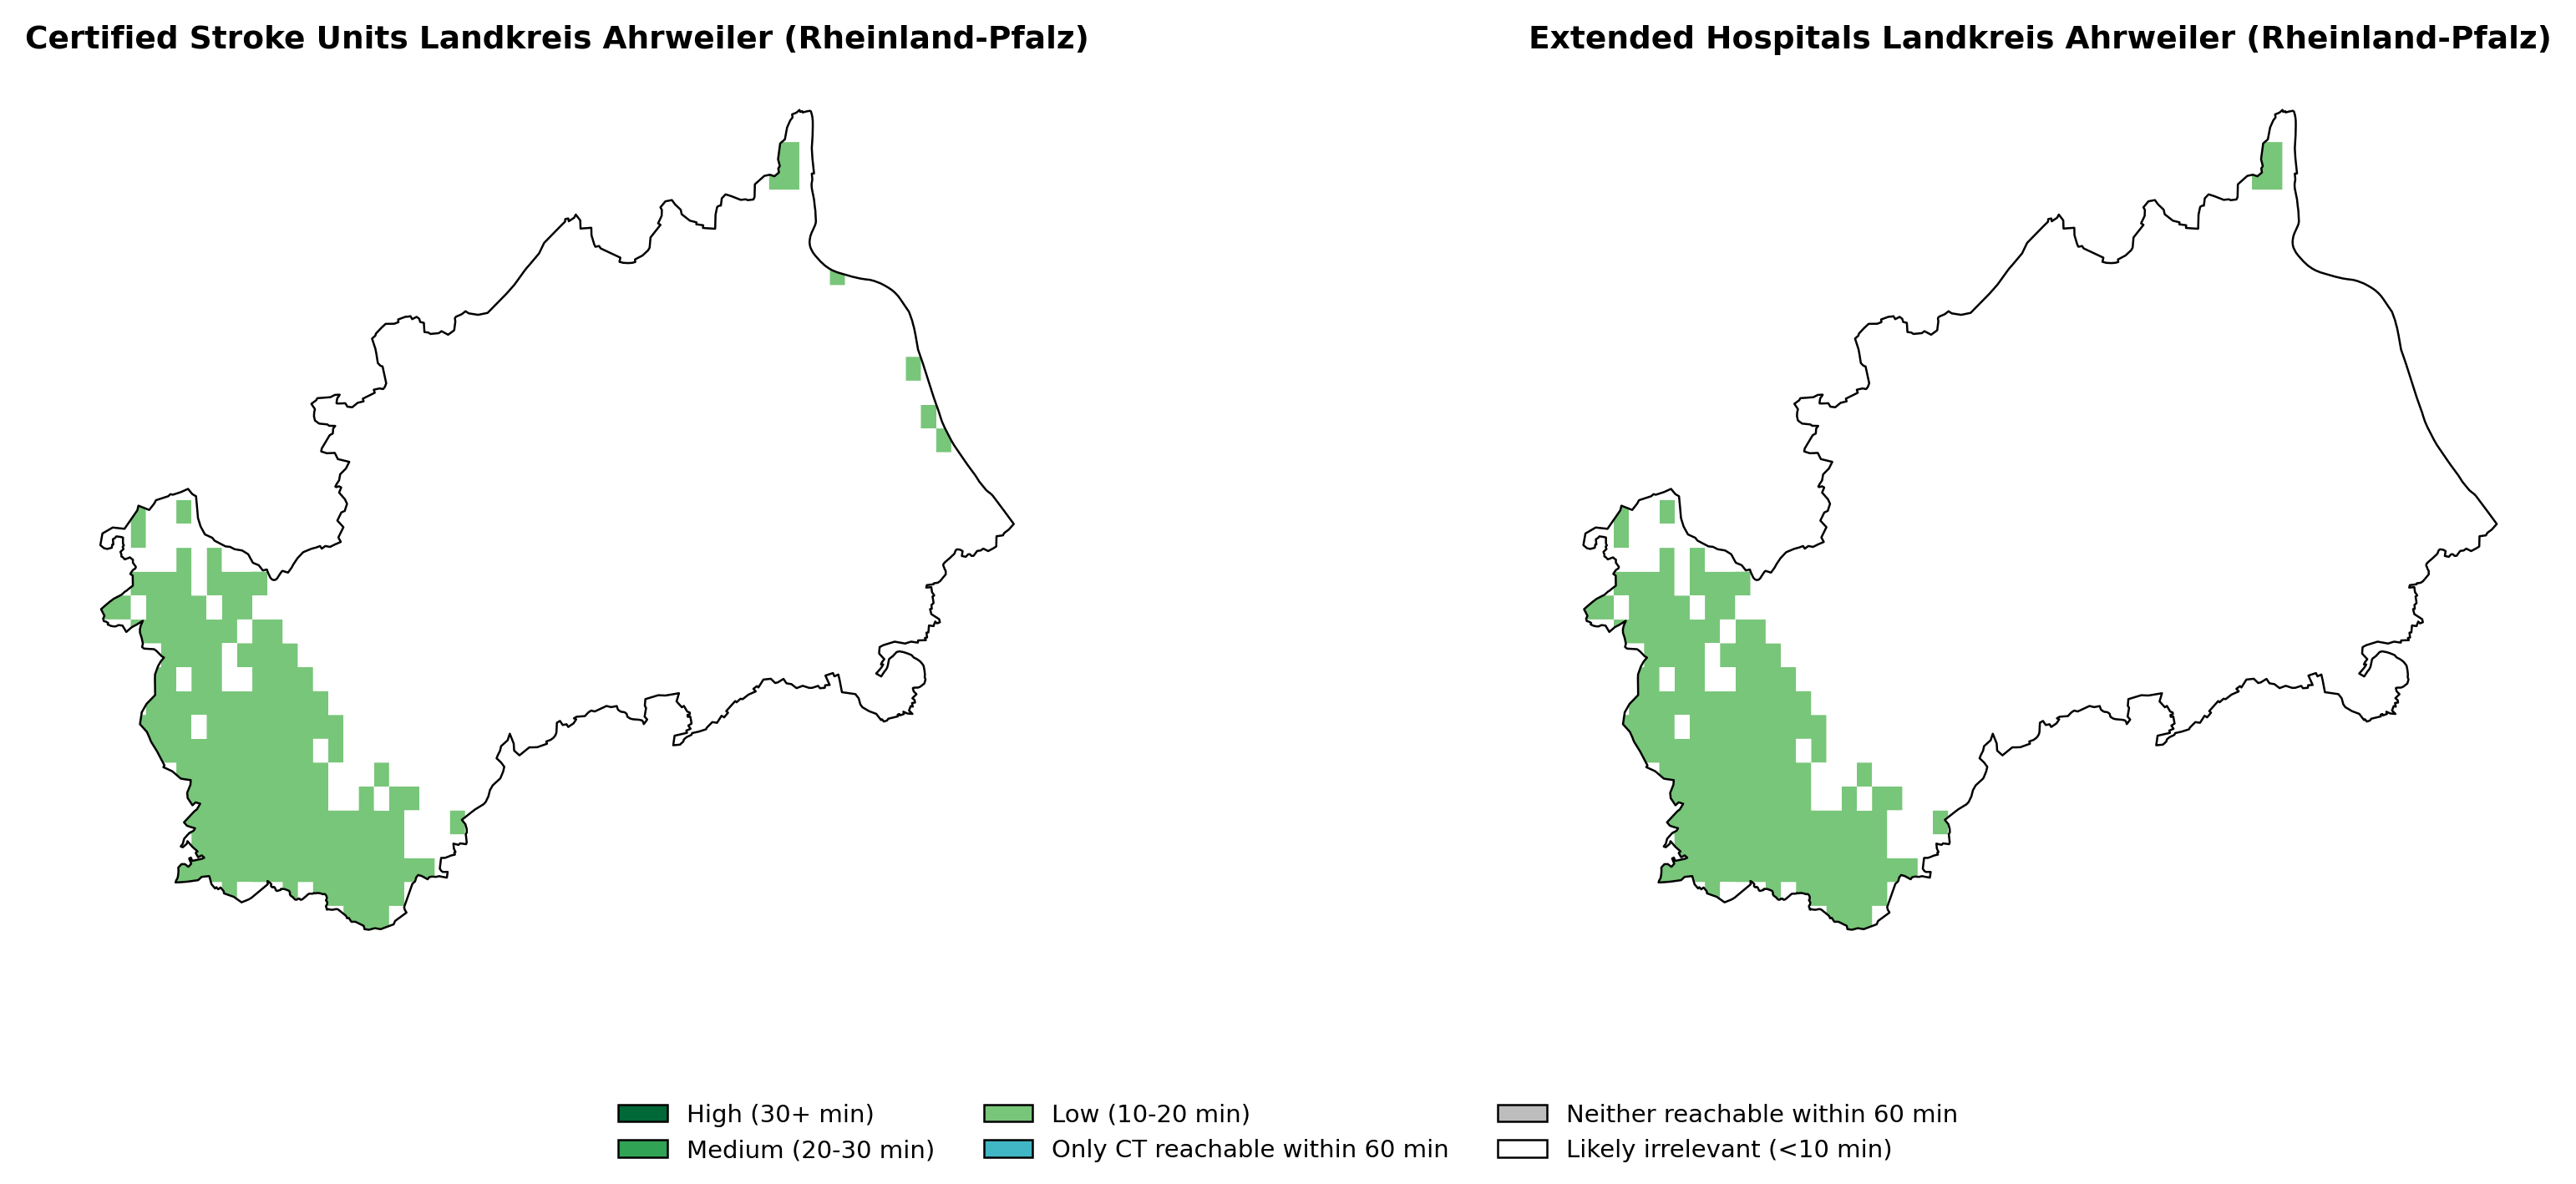 Certified Stroke Units Landkreis Ahrweiler (Rheinland-Pfalz)
Extended Hospitals Landkreis Ahrweiler (Rheinland-Pfalz)
High (30+ min)
Medium (20-30 min)
Low (10-20 min)
Only CT reachable within 60 min
Neither reachable within 60 min
Likely irrelevant (<10 min)